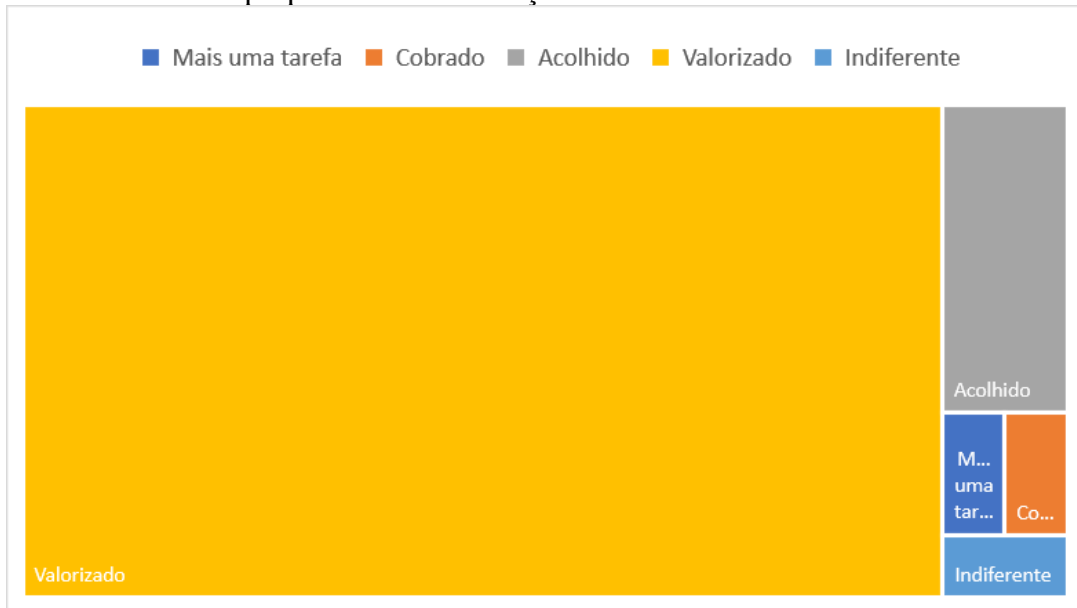 Mais uma tarefa Cobrado Acolhido Valorizado Indiferente
Acolhido
M...
uma
tar...
Co...
Valorizado
Indiferente